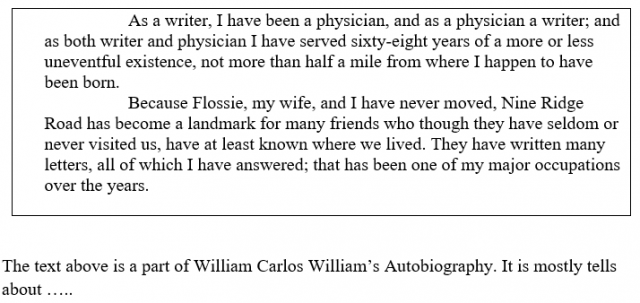 As a writer, I have been a physician, and as a physician a writer; and
as both writer and physician I have served sixty-eight years of a more or less
uneventful existence, not more than half a mile from where I happen to have
been born.
Because Flossie, my wife, and I have never moved, Nine Ridge
Road has become a landmark for many friends who though they have seldom or
never visited us, have at least known where we lived. They have written many
letters, all of which I have answered; that has been one of my major occupations
over the years.
The text above is a part of William Carlos William’s Autobiography. It is mostly tells
about …..